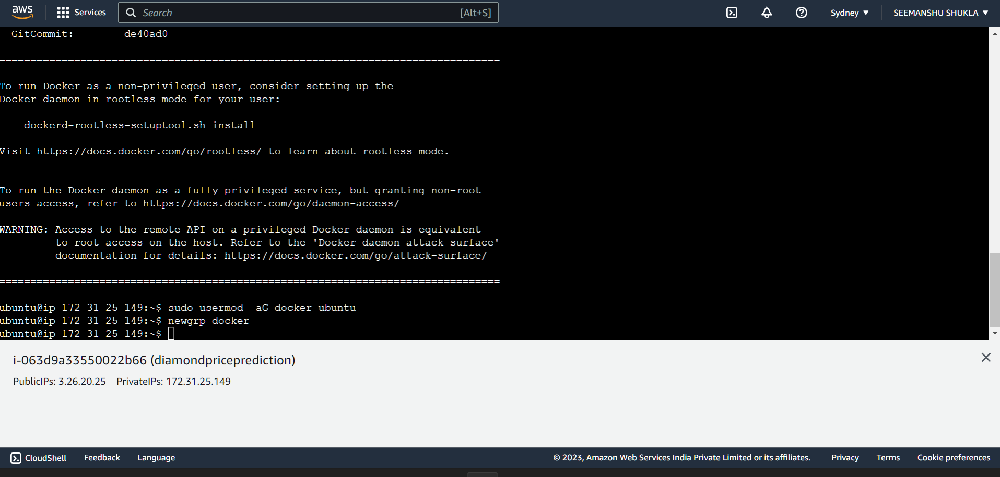 aws
Services
Search [Alt+S]
Sydney
SEEMANSHU SHUKLA
GitCommit: de40ad0
================================================================================
To run Docker as a non-privileged user, consider setting up the
Docker daemon in rootless mode for your user:
dockerd-rootless-setuptool.sh install
Visit https://docs.docker.com/go/rootless/ to learn about rootless mode.
To run the Docker daemon as a fully privileged service, but granting non-root
users access, refer to https://docs.docker.com/go/daemon-access/
WARNING: Access to the remote API on a privileged Docker daemon is equivalent
to root access on the host. Refer to the 'Docker daemon attack surface'
documentation for details: https://docs.docker.com/go/attack-surface/
================================================================================
ubuntu@ip-172-31-25-149:~$ sudo usermod -aG docker ubuntu
ubuntu@ip-172-31-25-149:~$ newgrp docker
ubuntu@ip-172-31-25-149:~$
i-063d9a33550022b66 (diamondpriceprediction)
PublicIPs: 3.26.20.25 PrivateIPs: 172.31.25.149
CloudShell Feedback Language © 2023, Amazon Web Services India Private Limited or its affiliates. Privacy Terms Cookie preferences